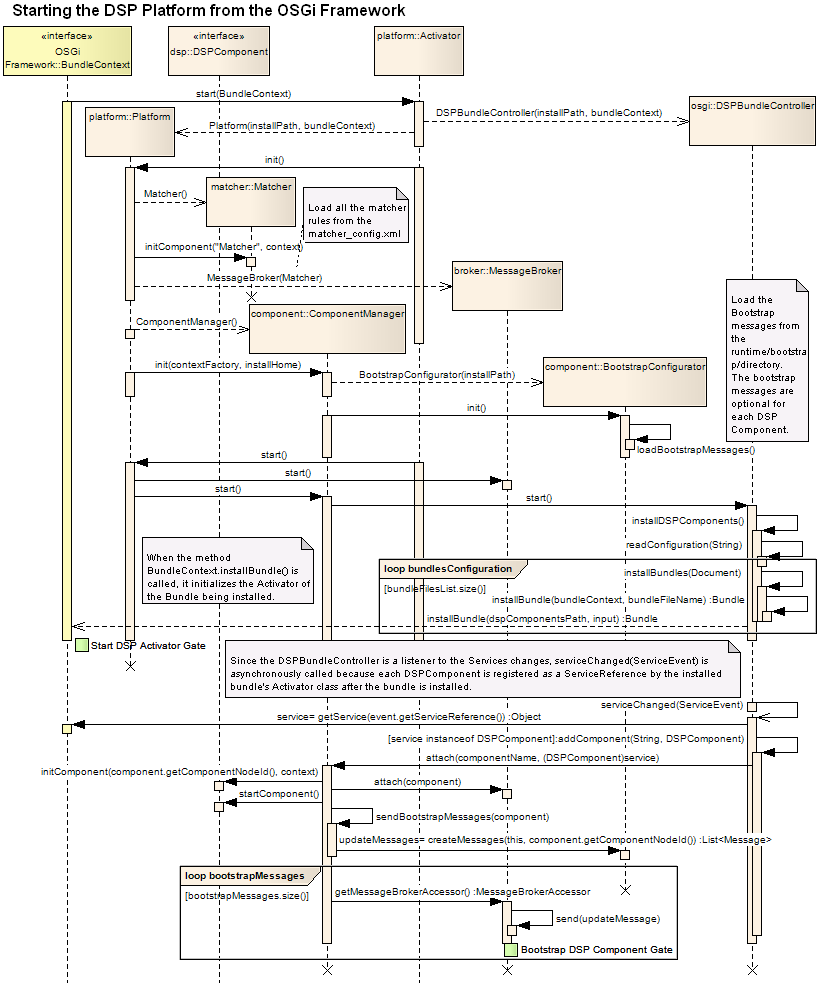 Starting the DSP Platform from the OSGi Framework
«interface»
OSGi
Framework::BundleContext
«interface»
dsp::DSPComponent
platform::Activator
start(BundleContext)
osgi::DSPBundleController
DSPBundleController(installPath, bundleContext)
platform::Platform
Platform(installPath, bundleContext)
init()
matcher::Matcher
Matcher()
Load all the matcher
rules from the
matcher_config.xml
initComponent("Matcher", context)
broker::MessageBroker
MessageBroker(Matcher)
Load the
Bootstrap
messages from
the
runtime/bootstra
p/directory.
The bootstrap
messages are
optional for
each DSP
Component.
component::ComponentManager
ComponentManager()
init(contextFactory, installHome)
component::BootstrapConfigurator
BootstrapConfigurator(installPath)
init()
loadBootstrapMessages()
start()
start()
start()
start()
installDSPComponents()
readConfiguration(String)
When the method
BundleContext.installBundle() is
called, it initializes the Activator of
the Bundle being installed.
loop bundlesConfiguration
[bundleFilesList.size()]
installBundles(Document)
installBundle(bundleContext, bundleFileName) :Bundle
installBundle(dspComponentsPath, input) :Bundle
Start DSP Activator Gate
Since the DSPBundleController is a listener to the Services changes, serviceChanged(ServiceEvent) is
asynchronously called because each DSPComponent is registered as a ServiceReference by the installed
bundle's Activator class after the bundle is installed.
serviceChanged(ServiceEvent)
service= getService(event.getServiceReference()) :Object
[service instanceof DSPComponent]:addComponent(String, DSPComponent)
attach(componentName, (DSPComponent)service)
initComponent(component.getComponentNodeId(), context)
attach(component)
startComponent()
sendBootstrapMessages(component)
updateMessages= createMessages(this, component.getComponentNodeId()) :List<Message>
loop bootstrapMessages
[bootstrapMessages.size()]
getMessageBrokerAccessor() :MessageBrokerAccessor
send(updateMessage)
Bootstrap DSP Component Gate